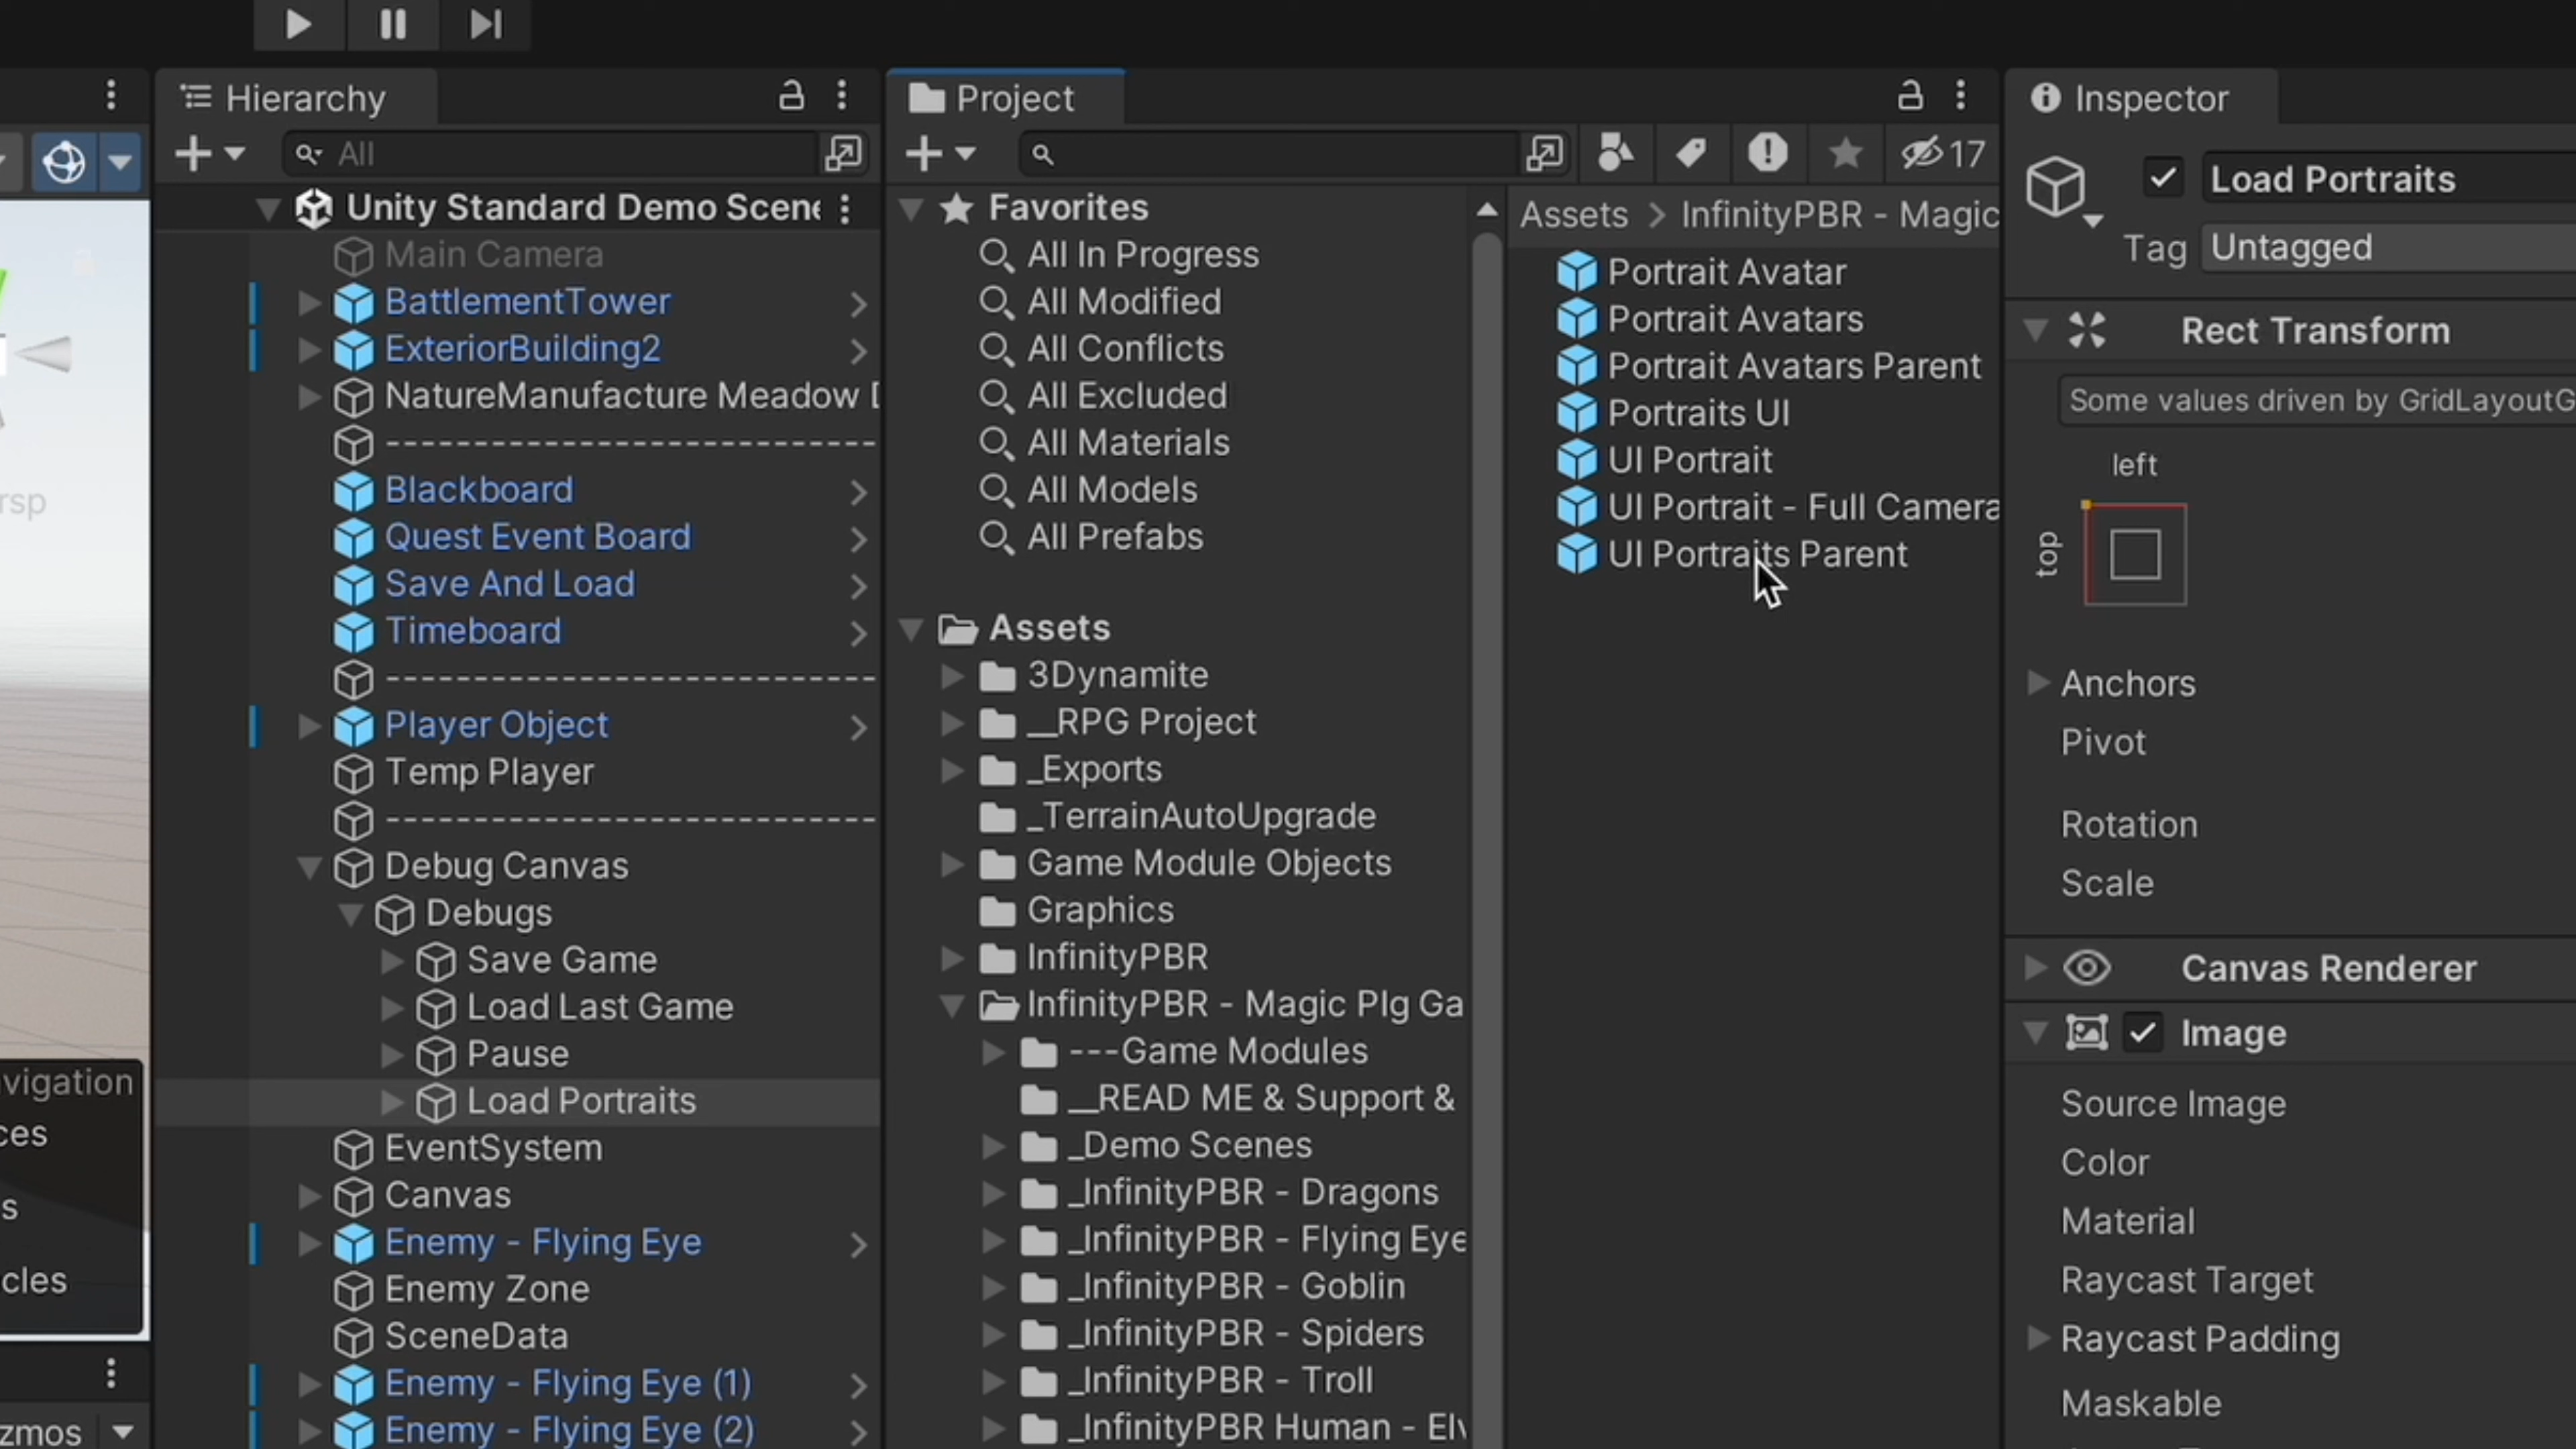 Hierarchy
All
Unity Standard Demo Scene
Main Camera
BattlementTower
ExteriorBuilding2
NatureManufacture Meadow D
-----------------------------
Blackboard
Quest Event Board
Save And Load
Timeboard
-----------------------------
Player Object
Temp Player
-----------------------------
Debug Canvas
Debugs
Save Game
Load Last Game
Pause
Load Portraits
EventSystem
Canvas
Enemy - Flying Eye
Enemy Zone
SceneData
Enemy - Flying Eye (1)
Enemy - Flying Eye (2)
rsp
avigation
ces
s
cles
izmos
Project
17
Favorites
All In Progress
All Modified
All Conflicts
All Excluded
All Materials
All Models
All Prefabs
Assets
3Dynamite
__RPG Project
_Exports
_TerrainAutoUpgrade
Game Module Objects
Graphics
InfinityPBR
InfinityPBR - Magic PIg Ga
---Game Modules
__READ ME & Support &
_Demo Scenes
_InfinityPBR - Dragons
_InfinityPBR - Flying Eye
_InfinityPBR - Goblin
_InfinityPBR - Spiders
_InfinityPBR - Troll
_InfinityPBR Human - Elv
Assets > InfinityPBR - Magic
Portrait Avatar
Portrait Avatars
Portrait Avatars Parent
Portraits UI
UI Portrait
UI Portrait - Full Camera
UI Portraits Parent
Inspector
Load Portraits
Tag Untagged
Rect Transform
Some values driven by GridLayoutG
left
top
Anchors
Pivot
Rotation
Scale
Canvas Renderer
Image
Source Image
Color
Material
Raycast Target
Raycast Padding
Maskable